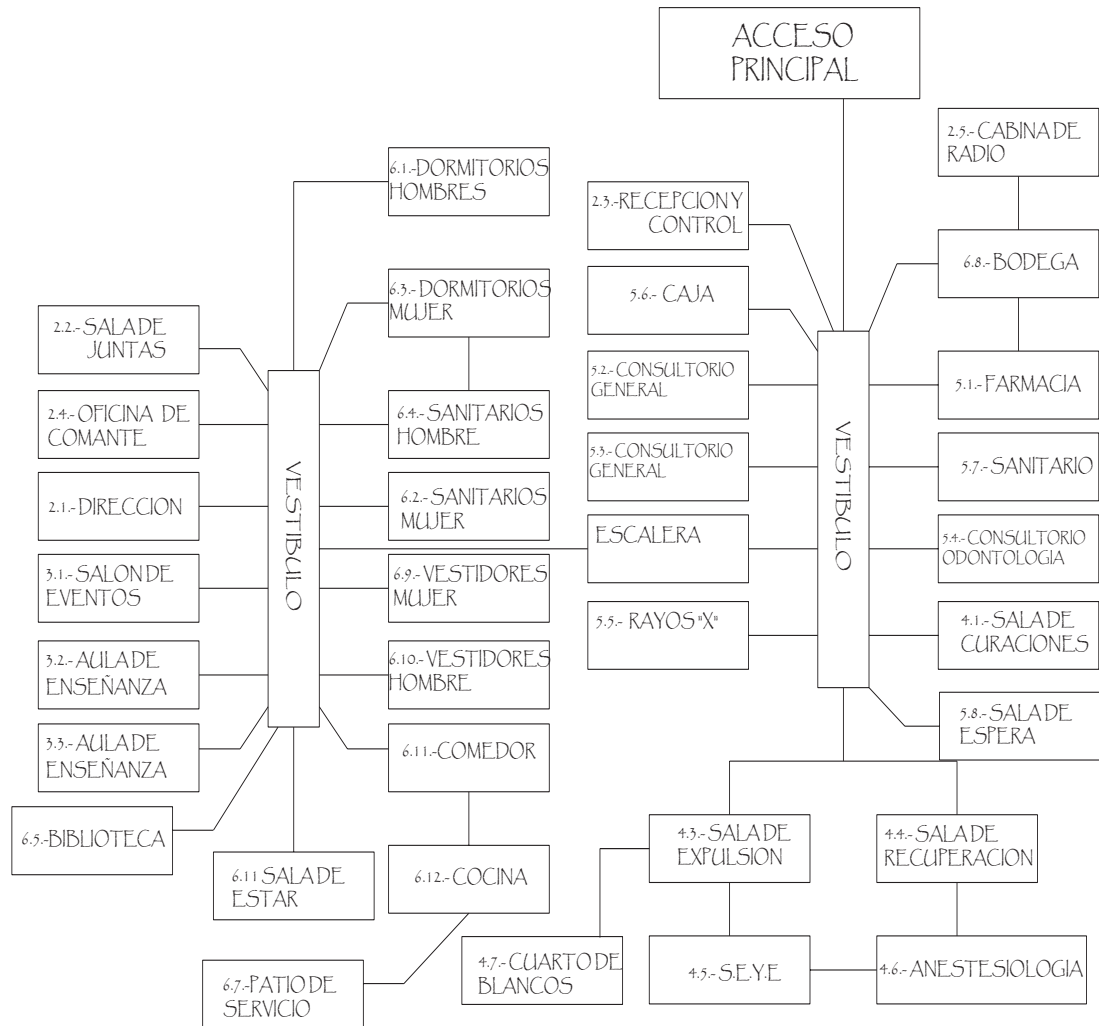 ACCESO
PRINCIPAL
2.5.- CABINA DE
RADIO
6.1.-DORMITORIOS
HOMBRES
2.3.-RECEPCION Y
CONTROL
6.8.- BODEGA
6.3.- DORMITORIOS
MUJER
5.6.- CAJA
2.2.- SALA DE
JUNTAS
5.2.- CONSULTORIO
GENERAL
5.1.- FARMACIA
2.4.- OFICINA DE
COMANTE
6.4.- SANITARIOS
HOMBRE
5.3.- CONSULTORIO
GENERAL
5.7.- SANITARIO
VESTIBULO
VESTIBULO
2.1.- DIRECCION
6.2.- SANITARIOS
MUJER
ESCALERA
5.4.- CONSULTORIO
ODONTOLOGIA
3.1.- SALON DE
EVENTOS
6.9.- VESTIDORES
MUJER
5.5.- RAYOS "X"
4.1.- SALA DE
CURACIONES
3.2.- AULA DE
ENSEÑANZA
6.10.- VESTIDORES
HOMBRE
5.8.- SALA DE
ESPERA
3.3.- AULA DE
ENSEÑANZA
6.11.- COMEDOR
6.5.-BIBLIOTECA
4.3.- SALA DE
EXPULSION
4.4.- SALA DE
RECUPERACION
6.11 SALA DE
ESTAR
6.12.- COCINA
4.7.- CUARTO DE
BLANCOS
4.5.- S.E.Y.E
4.6.- ANESTESIOLOGIA
6.7.- PATIO DE
SERVICIO